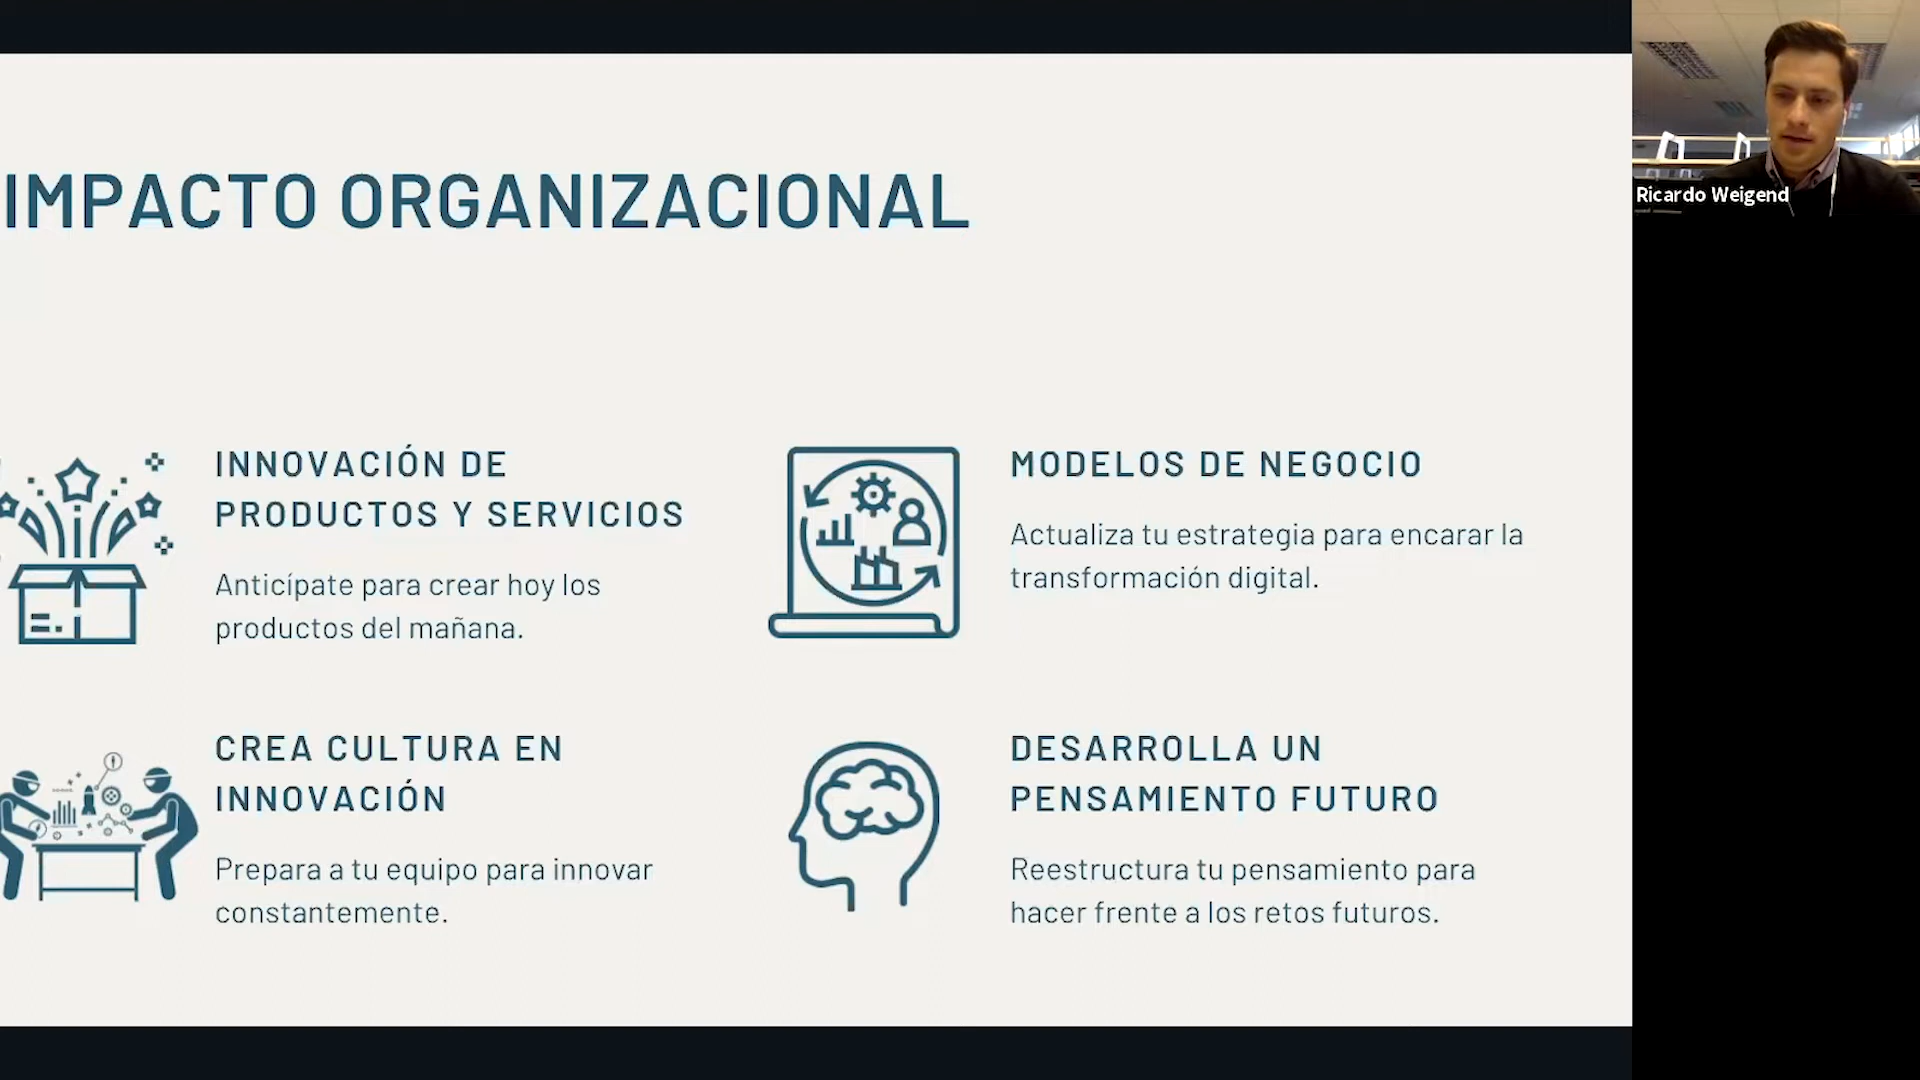 IMPACTO ORGANIZACIONAL
INNOVACIÓN DE
PRODUCTOS Y SERVICIOS
Anticípate para crear hoy los
productos del mañana.
MODELOS DE NEGOCIO
Actualiza tu estrategia para encarar la
transformación digital.
CREA CULTURA EN
INNOVACIÓN
Prepara a tu equipo para innovar
constantemente.
DESARROLLA UN
PENSAMIENTO FUTURO
Reestructura tu pensamiento para
hacer frente a los retos futuros.
Ricardo Weigend